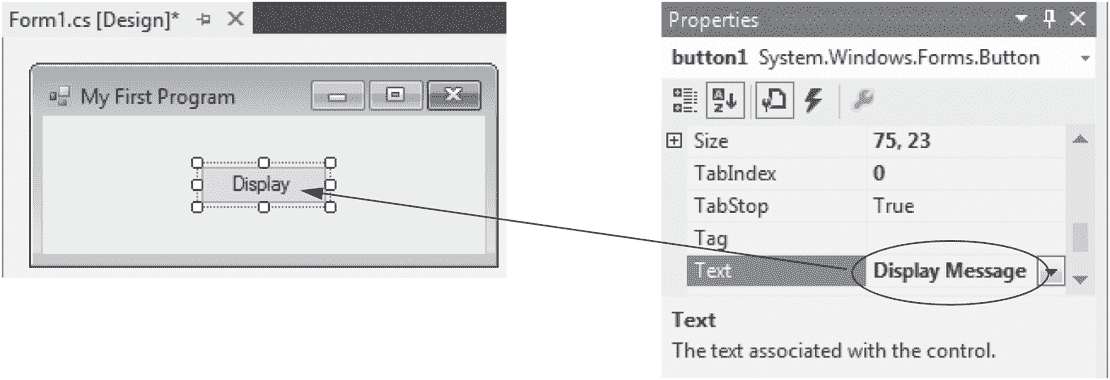 Form1.cs [Design]*
My First Program
Display
Properties
button1 System.Windows.Forms.Button
Size 75, 23
TabIndex 0
TabStop True
Tag
Text Display Message
Text
The text associated with the control.